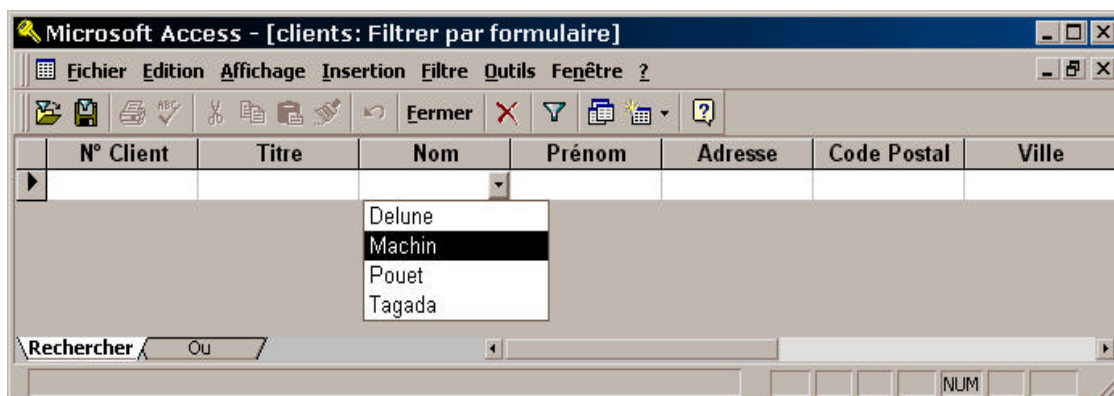 Microsoft Access - [clients: Filtrer par formulaire]
Fichier Edition Affichage Insertion Filtre Outils Fenêtre ?
ABC Fermer
N° Client Titre Nom Prénom Adresse Code Postal Ville
Delune
Machin
Pouet
Tagada
Rechercher Ou
NUM